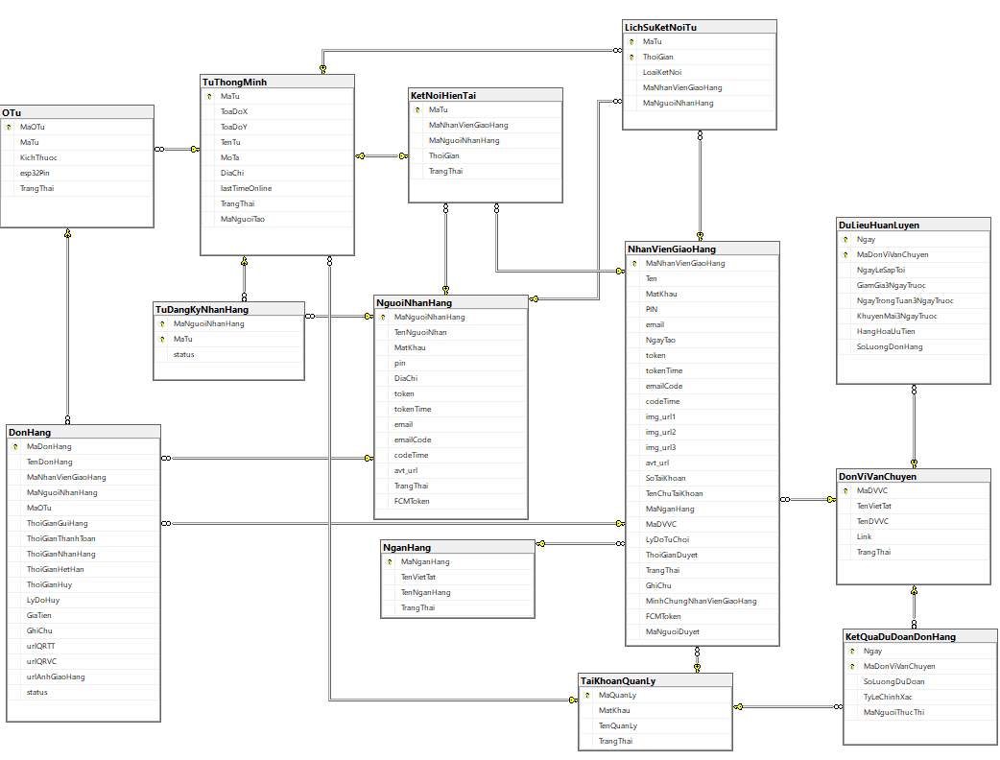 LichSuKetNoiTu
MaTu
ThoiGian
LoaiKetNoi
MaNhanVienGiaoHang
MaNguoiNhanHang
TuThongMinh
MaTu
ToaDoX
ToaDoY
TenTu
MoTa
DiaChi
lastTimeOnline
TrangThai
MaNguoiTao
KetNoiHienTai
MaTu
MaNhanVienGiaoHang
MaNguoiNhanHang
ThoiGian
TrangThai
OTu
MaOTu
MaTu
KichThuoc
esp32Pin
TrangThai
DuLieuHuanLuyen
Ngay
MaDonViVanChuyen
NgayLeSapToi
GiamGia3NgayTruoc
NgayTrongTuan3NgayTruoc
KhuyenMai3NgayTruoc
HangHoaUuTien
SoLuongDonHang
NhanVienGiaoHang
MaNhanVienGiaoHang
Ten
MatKhau
PIN
email
NgayTao
token
tokenTime
emailCode
codeTime
img_url1
img_url2
img_url3
avt_url
SoTaiKhoan
TenChuTaiKhoan
MaNganHang
MaDVVC
LyDoTuChoi
ThoiGianDuyet
TrangThai
GhiChu
MinhChungNhanVienGiaoHang
FCMToken
MaNguoiDuyet
TuDangKyNhanHang
MaNguoiNhanHang
MaTu
status
NguoiNhanHang
MaNguoiNhanHang
TenNguoiNhan
MatKhau
pin
DiaChi
token
tokenTime
email
emailCode
codeTime
avt_url
TrangThai
FCMToken
DonHang
MaDonHang
TenDonHang
MaNhanVienGiaoHang
MaNguoiNhanHang
MaOTu
ThoiGianGuiHang
ThoiGianThanhToan
ThoiGianNhanHang
ThoiGianHetHan
ThoiGianHuy
LyDoHuy
GiaTien
GhiChu
urlQRTT
urlQRVC
urlAnhGiaoHang
status
DonViVanChuyen
MaDVVC
TenVietTat
TenDVVC
Link
TrangThai
NganHang
MaNganHang
TenVietTat
TenNganHang
TrangThai
KetQuaDuDoanDonHang
Ngay
MaDonViVanChuyen
SoLuongDuDoan
TyLeChinhXac
MaNguoiThucThi
TaiKhoanQuanLy
MaQuanLy
MatKhau
TenQuanLy
TrangThai